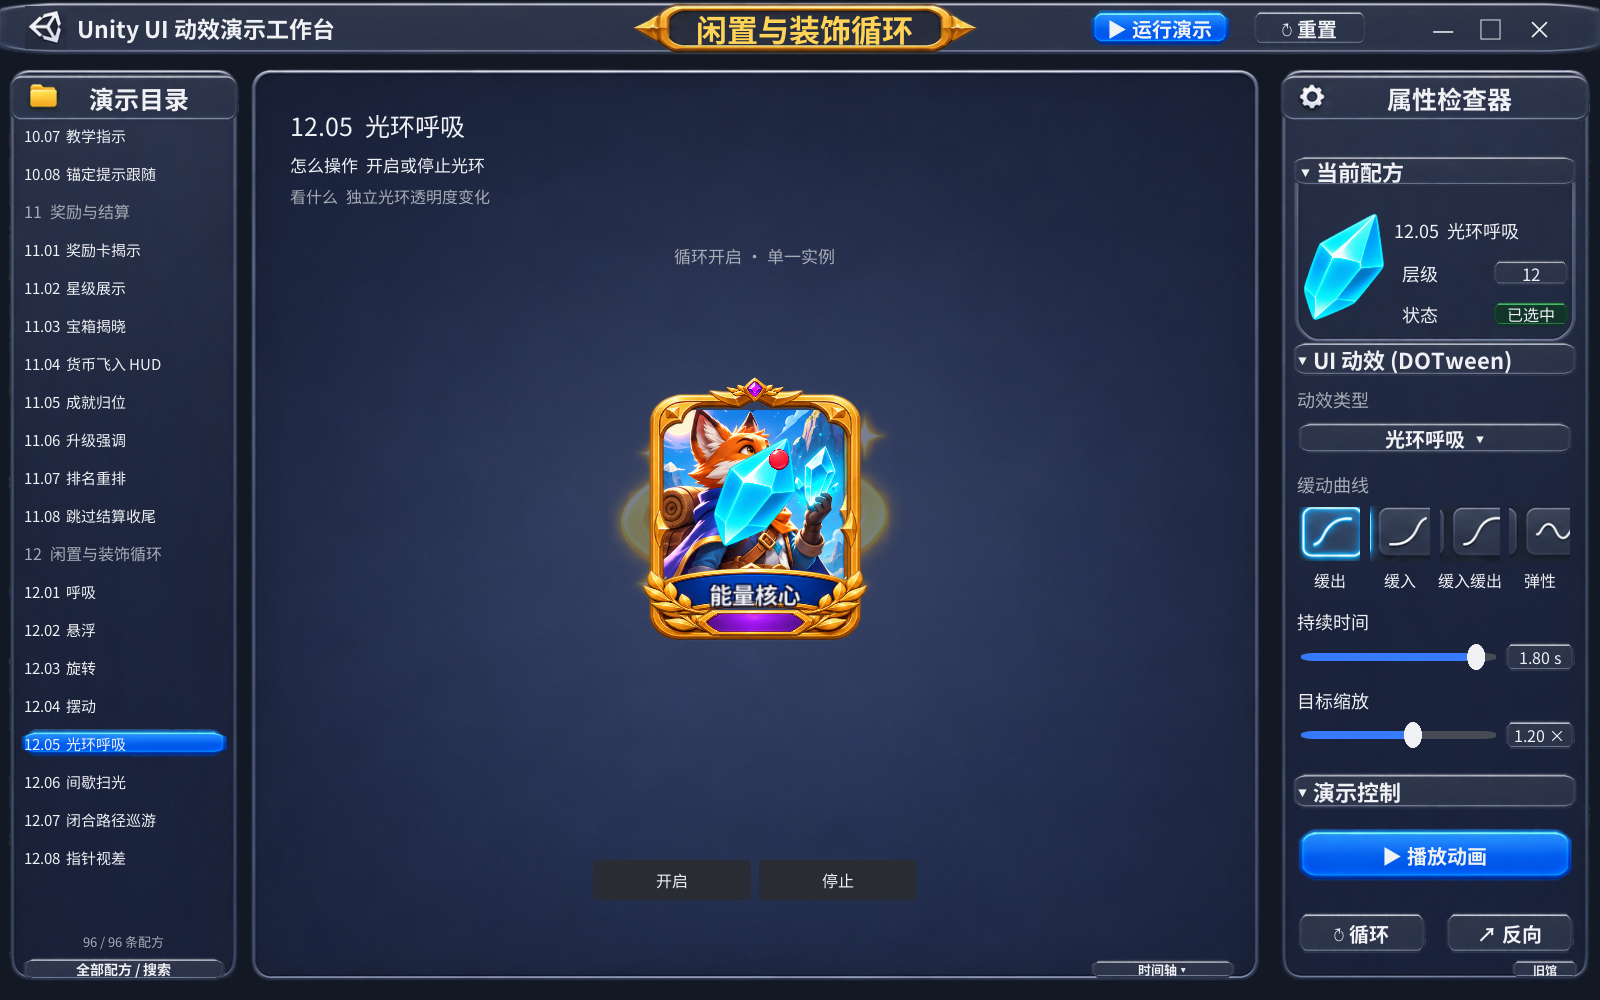 Unity UI 动效演示工作台
闲置与装饰循环
▶ 运行演示
重置
演示目录
10.07 教学指示
10.08 锚定提示跟随
11 奖励与结算
11.01 奖励卡揭示
11.02 星级展示
11.03 宝箱揭晓
11.04 货币飞入 HUD
11.05 成就归位
11.06 升级强调
11.07 排名重排
11.08 跳过结算收尾
12 闲置与装饰循环
12.01 呼吸
12.02 悬浮
12.03 旋转
12.04 摆动
12.05 光环呼吸
12.06 间歇扫光
12.07 闭合路径巡游
12.08 指针视差
96 / 96 条配方
全部配方 / 搜索
12.05 光环呼吸
怎么操作 开启或停止光环
看什么 独立光环透明度变化
循环开启 · 单一实例
能量核心
开启
停止
时间轴 ▾
属性检查器
▾ 当前配方
12.05 光环呼吸
层级 12
状态 已选中
▾ UI 动效 (DOTween)
动效类型
光环呼吸 ▾
缓动曲线
缓出 缓入 缓入缓出 弹性
持续时间
1.80 s
目标缩放
1.20 ×
▾ 演示控制
▶ 播放动画
循环
↗ 反向
旧馆